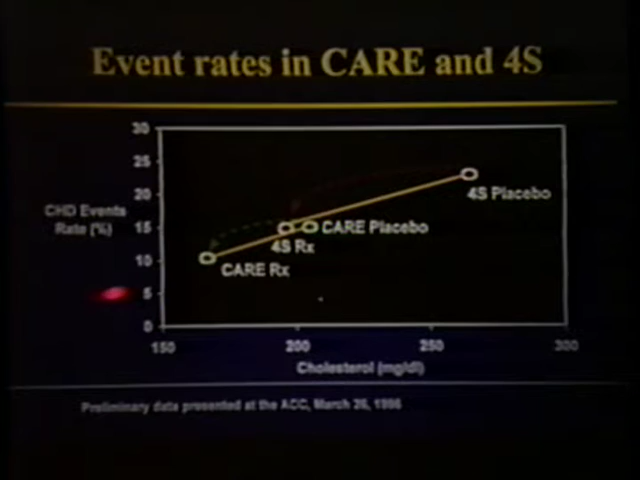 Event rates in CARE and 4S
30
25
20
15
10
5
0
CHD Events
Rate (%)
4S Placebo
CARE Placebo
4S Rx
CARE Rx
150 200 250 300
Cholesterol (mg/dl)
Preliminary data presented at the ACC, March 26, 1996